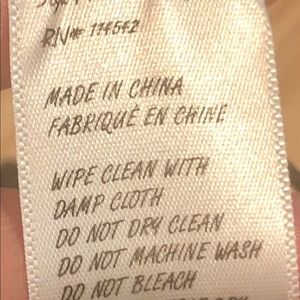 RN# 114542
MADE IN CHINA
FABRIQUÉ EN CHINE
WIPE CLEAN WITH
DAMP CLOTH
DO NOT DRY CLEAN
DO NOT MACHINE WASH
DO NOT BLEACH